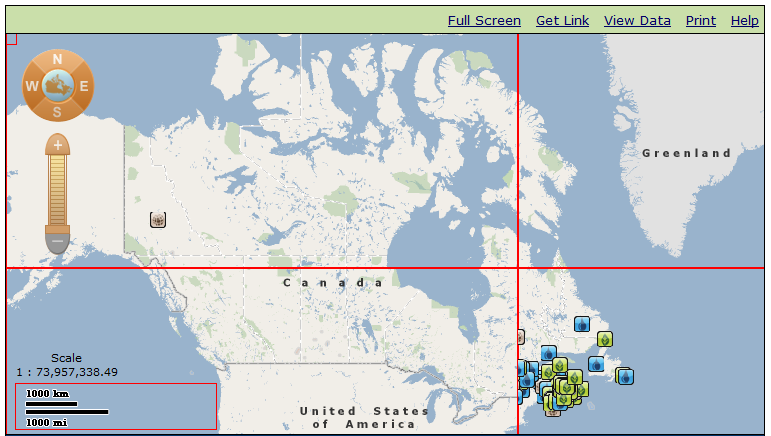 Full Screen Get Link View Data Print Help
N
W E
S
+
Greenland
−
Canada
Scale
1 : 73,957,338.49
1000 km
1000 mi
United States
of America